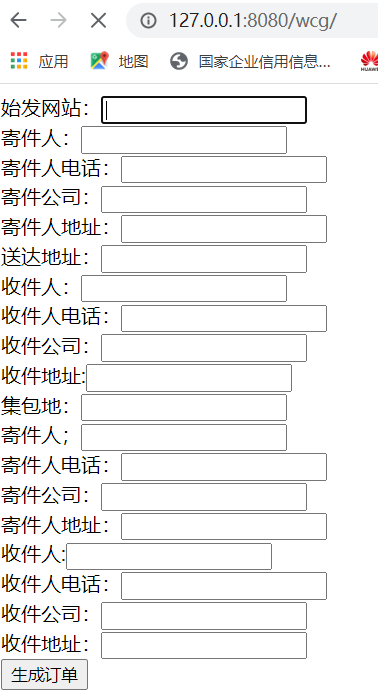 127.0.0.1:8080/wcg/
应用 地图 国家企业信用信息... HUAWE
始发网站：
寄件人：
寄件人电话：
寄件公司：
寄件人地址：
送达地址：
收件人：
收件人电话：
收件公司：
收件地址:
集包地：
寄件人；
寄件人电话：
寄件公司：
寄件人地址：
收件人:
收件人电话：
收件公司：
收件地址：
生成订单